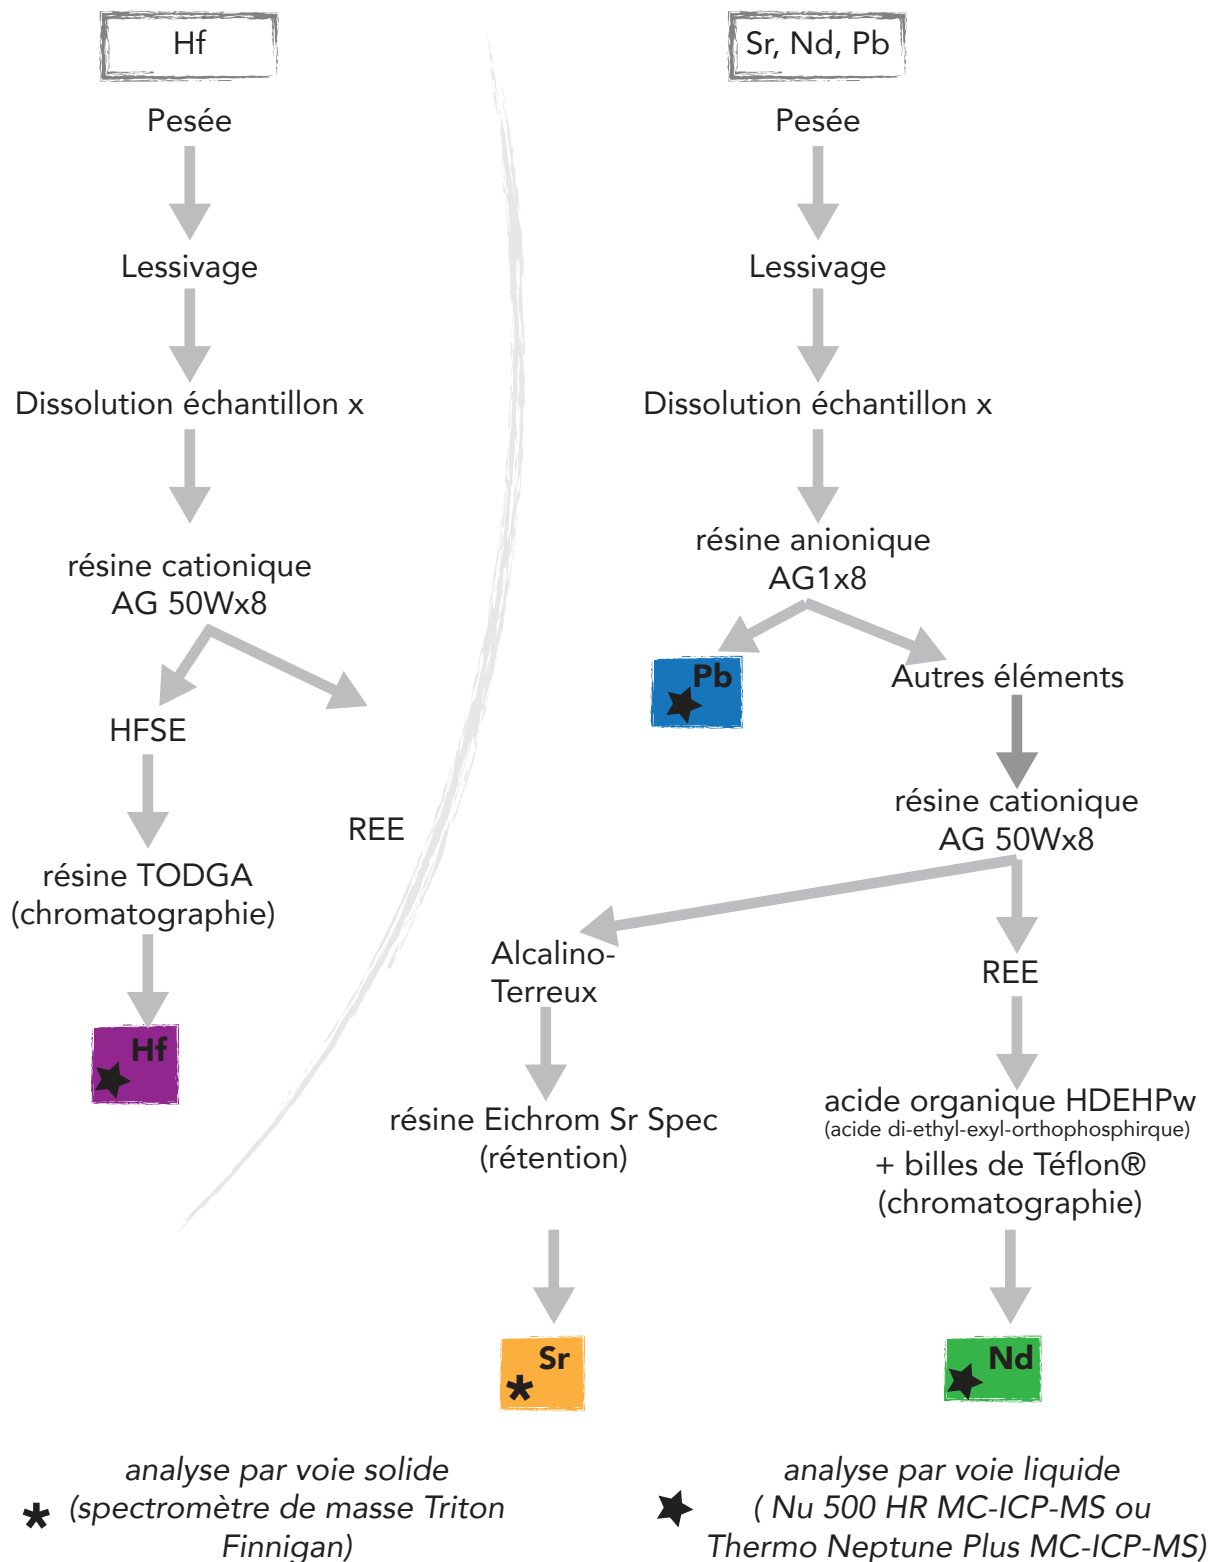 Hf
Pesée
Lessivage
Dissolution échantillon x
résine cationique
AG 50Wx8
HFSE
REE
résine TODGA
(chromatographie)
Hf
Sr, Nd, Pb
Pesée
Lessivage
Dissolution échantillon x
résine anionique
AG1x8
Pb
Autres éléments
résine cationique
AG 50Wx8
Alcalino-
Terreux
REE
résine Eichrom Sr Spec
(rétention)
acide organique HDEHPw
(acide di-ethyl-exyl-orthophosphirque)
+ billes de Téflon®
(chromatographie)
Sr
Nd
analyse par voie solide
(spectromètre de masse Triton
Finnigan)
analyse par voie liquide
( Nu 500 HR MC-ICP-MS ou
Thermo Neptune Plus MC-ICP-MS)